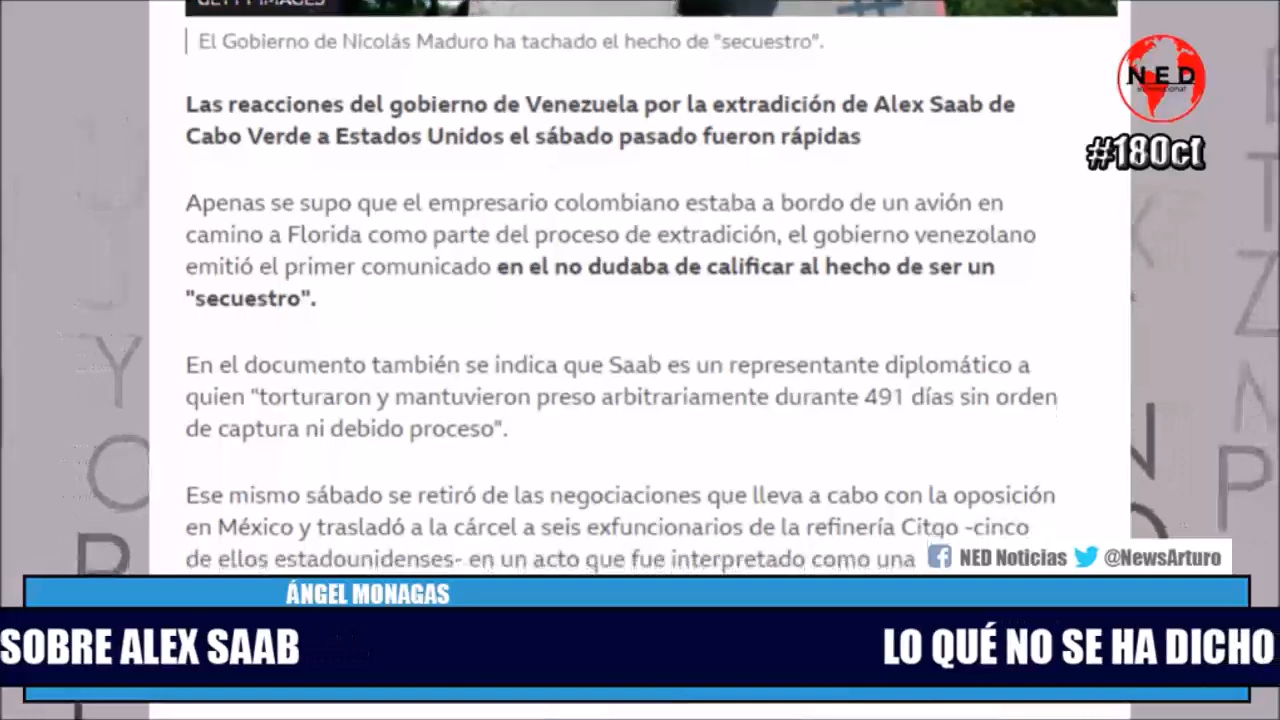 GETTY IMAGES
El Gobierno de Nicolás Maduro ha tachado el hecho de "secuestro".
Las reacciones del gobierno de Venezuela por la extradición de Alex Saab de
Cabo Verde a Estados Unidos el sábado pasado fueron rápidas
Apenas se supo que el empresario colombiano estaba a bordo de un avión en
camino a Florida como parte del proceso de extradición, el gobierno venezolano
emitió el primer comunicado en el no dudaba de calificar al hecho de ser un
"secuestro".
En el documento también se indica que Saab es un representante diplomático a
quien "torturaron y mantuvieron preso arbitrariamente durante 491 días sin orden
de captura ni debido proceso".
Ese mismo sábado se retiró de las negociaciones que lleva a cabo con la oposición
en México y trasladó a la cárcel a seis exfuncionarios de la refinería Citgo -cinco
de ellos estadounidenses- en un acto que fue interpretado como una
NED
#18Oct
NED Noticias @NewsArturo
ÁNGEL MONAGAS
SOBRE ALEX SAAB LO QUÉ NO SE HA DICHO